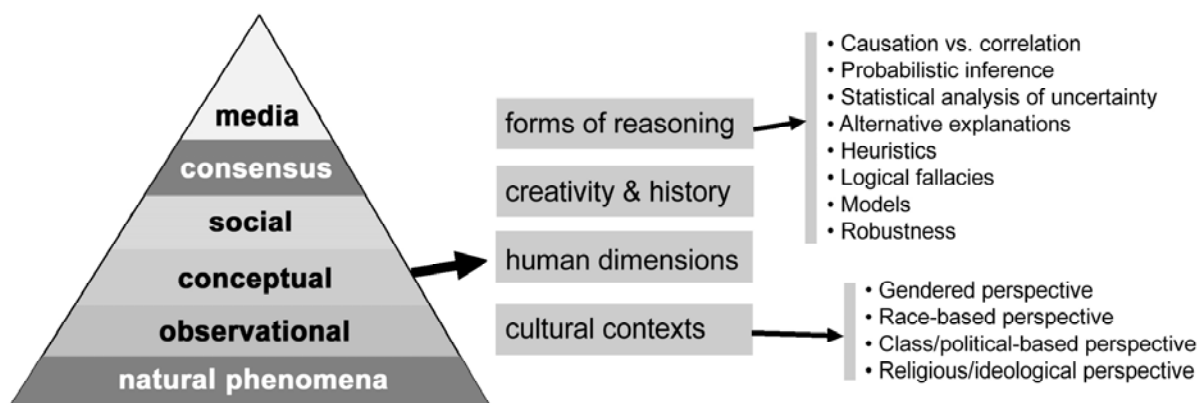 media
consensus
social
conceptual
observational
natural phenomena
forms of reasoning
creativity & history
human dimensions
cultural contexts
• Causation vs. correlation
• Probabilistic inference
• Statistical analysis of uncertainty
• Alternative explanations
• Heuristics
• Logical fallacies
• Models
• Robustness
• Gendered perspective
• Race-based perspective
• Class/political-based perspective
• Religious/ideological perspective